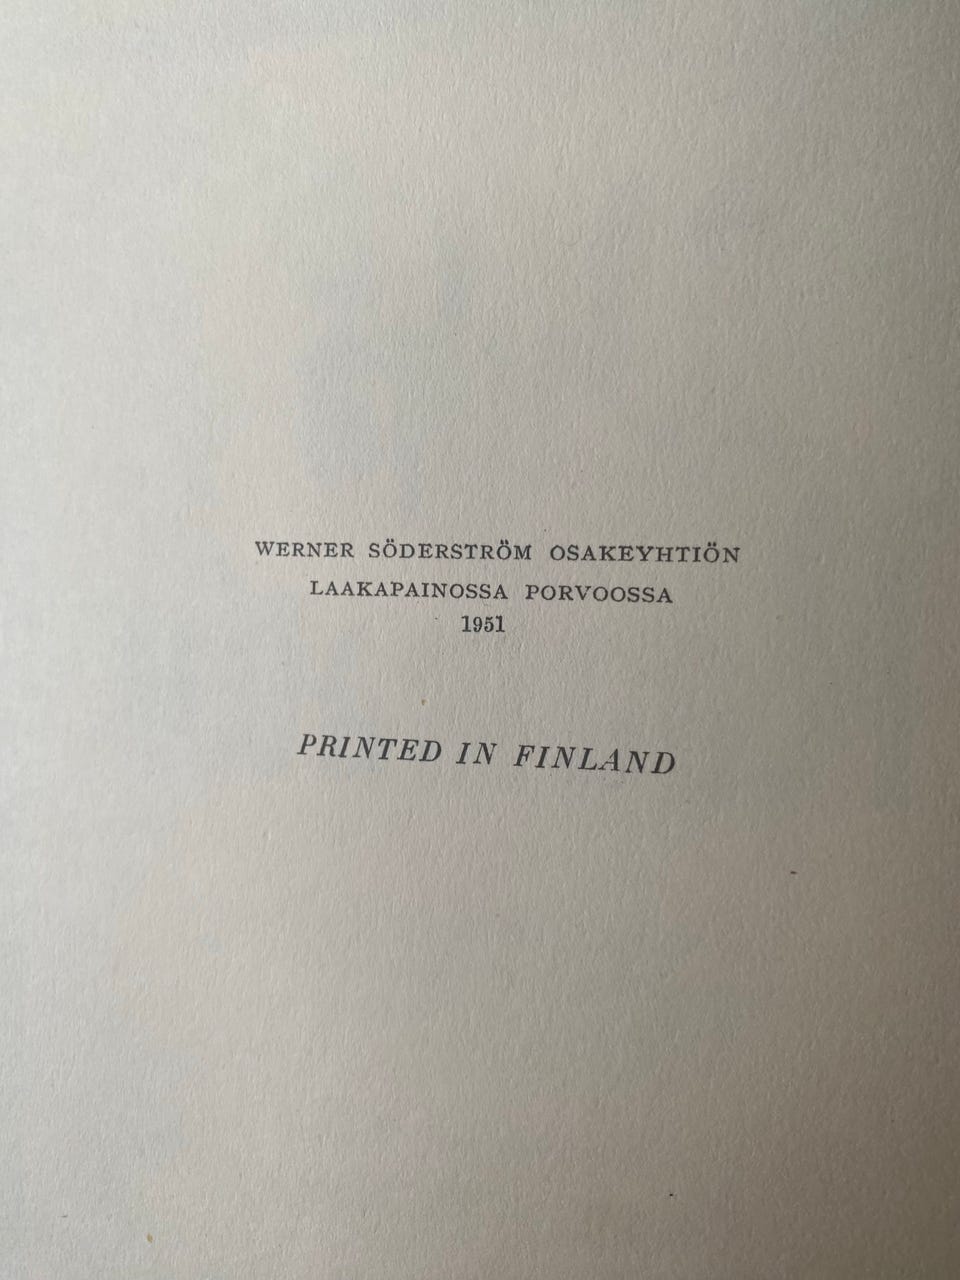 WERNER SÖDERSTRÖM OSAKEYHTIÖN
LAAKAPAINOSSA PORVOOSSA
1951
PRINTED IN FINLAND